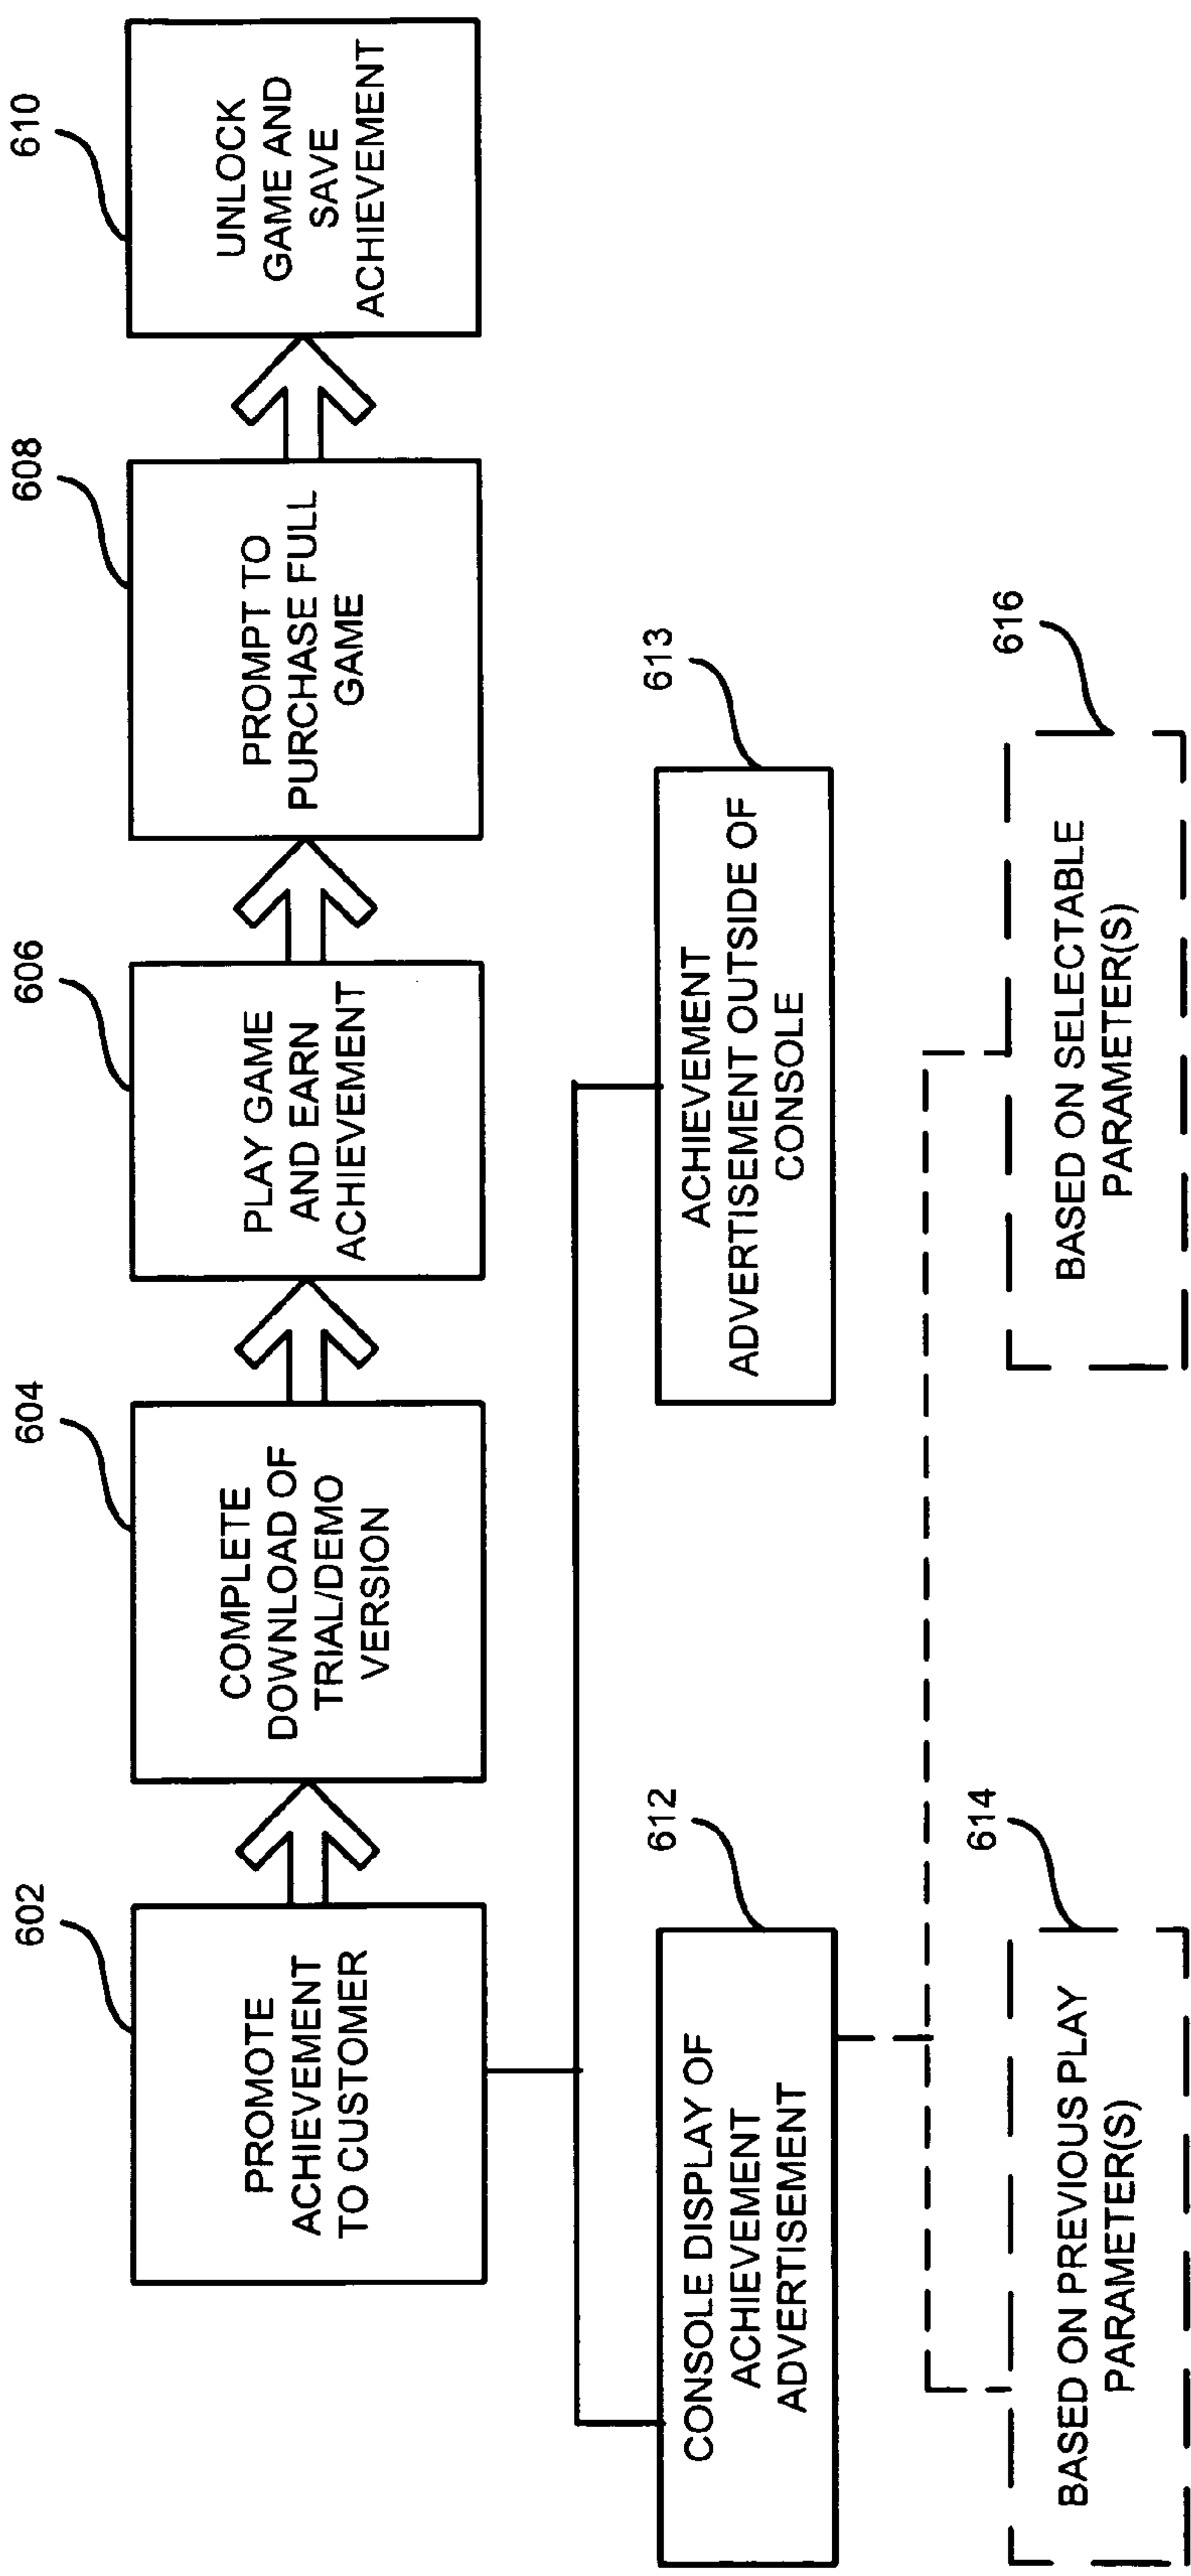 602
PROMOTE
ACHIEVEMENT
TO CUSTOMER
604
COMPLETE
DOWNLOAD OF
TRIAL/DEMO
VERSION
606
PLAY GAME
AND EARN
ACHIEVEMENT
608
PROMPT TO
PURCHASE FULL
GAME
610
UNLOCK
GAME AND
SAVE
ACHIEVEMENT
612
CONSOLE DISPLAY OF
ACHIEVEMENT
ADVERTISEMENT
613
ACHIEVEMENT
ADVERTISEMENT OUTSIDE OF
CONSOLE
614
BASED ON PREVIOUS PLAY
PARAMETER(S)
616
BASED ON SELECTABLE
PARAMETER(S)